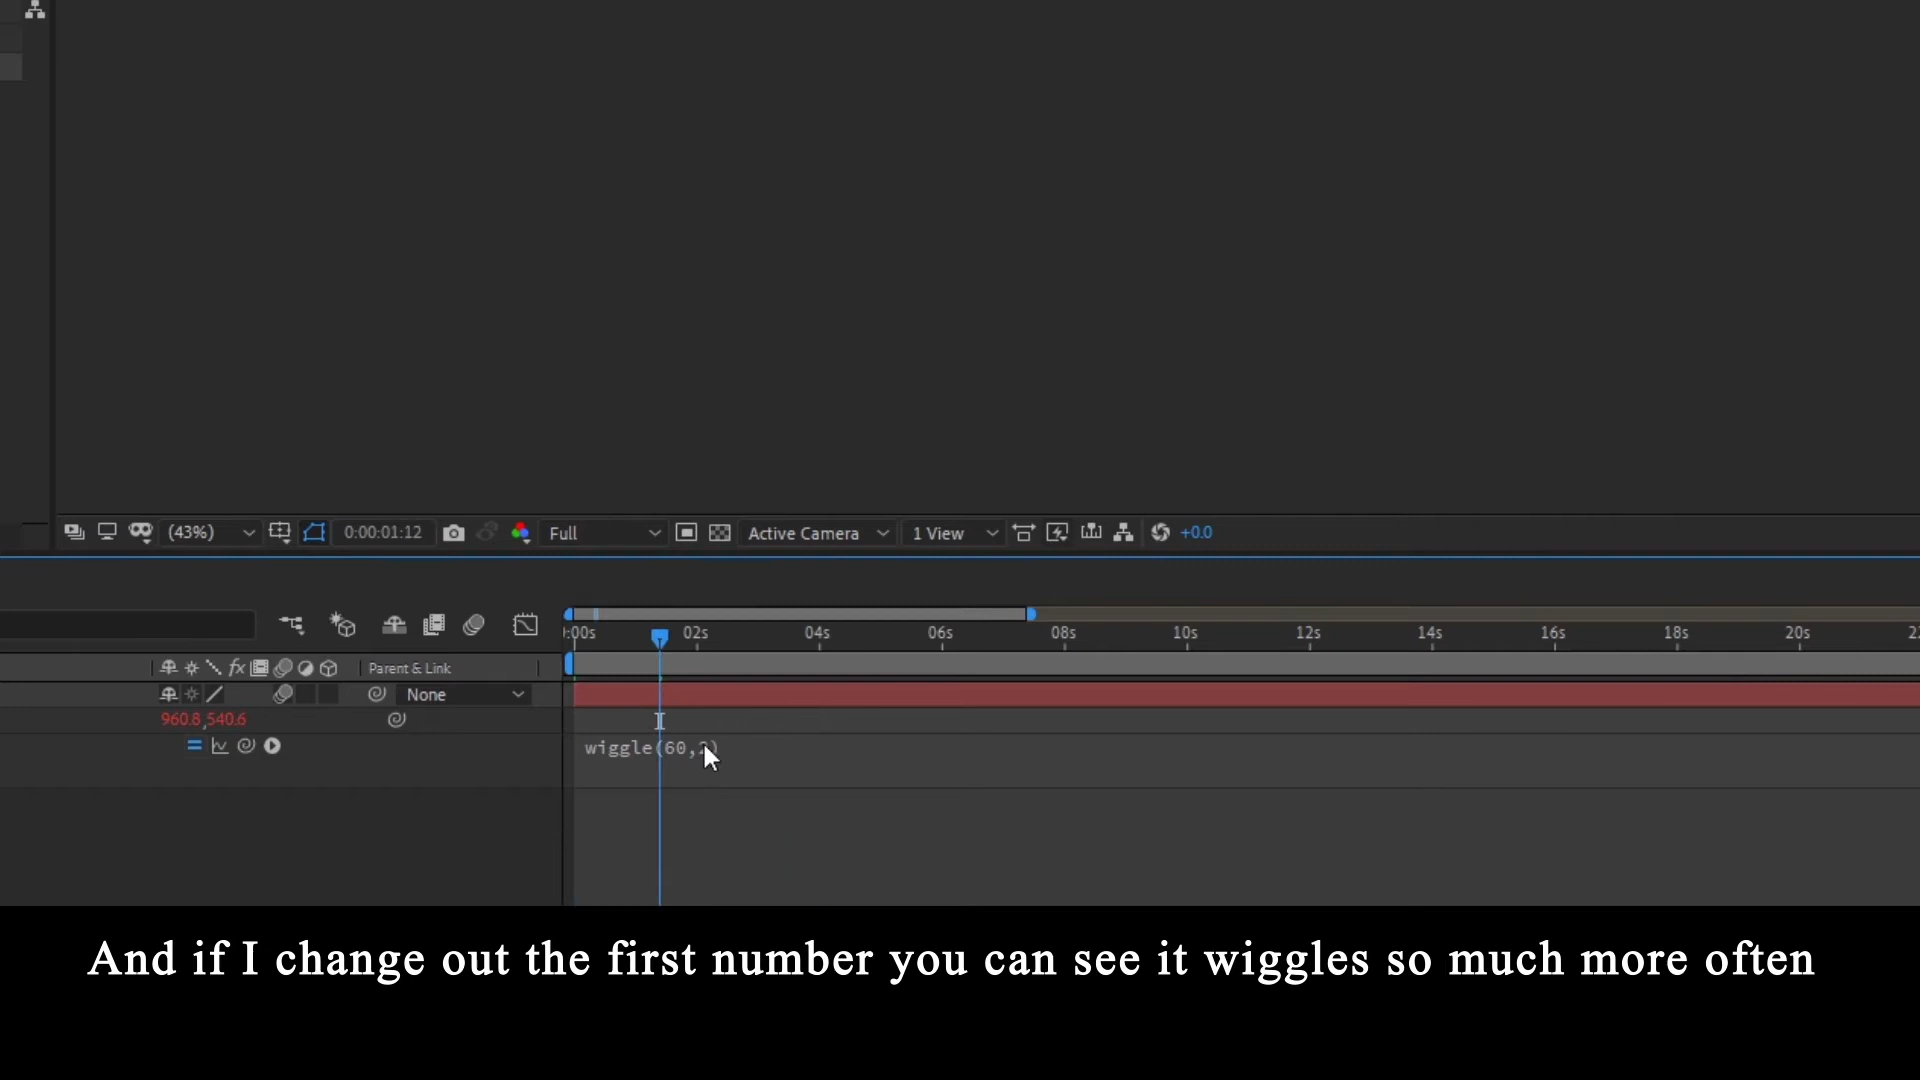 (43%) 0:00:01:12 Full Active Camera 1 View +0.0
:00s 02s 04s 06s 08s 10s 12s 14s 16s 18s 20s
fx Parent & Link
None
960.8,540.6
wiggle(60,2)
And if I change out the first number you can see it wiggles so much more often